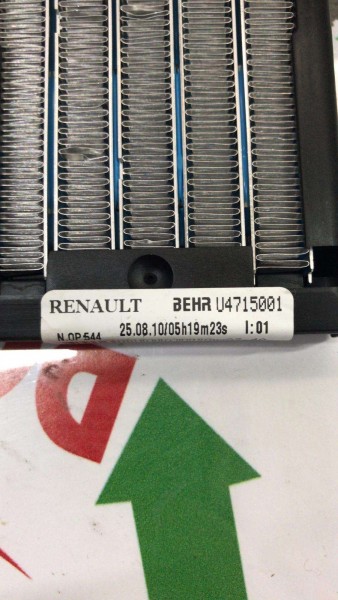 RENAULT BEHR U4715001
N.OP.544 25.08.10/05h19m23s I:01